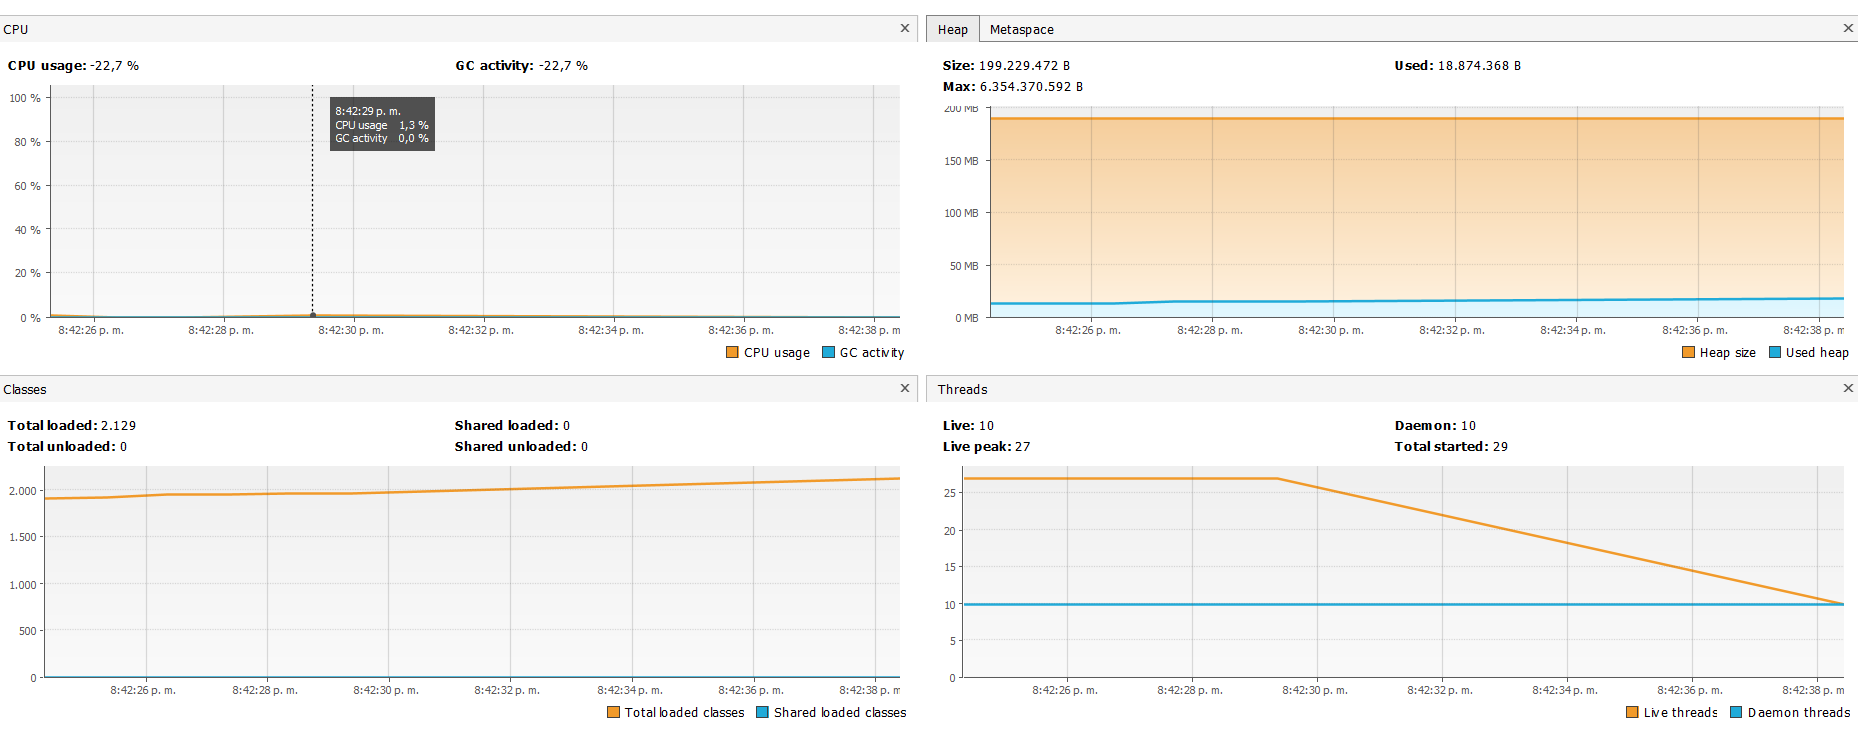 CPU
CPU usage: -22,7 %
GC activity: -22,7 %
100 %
80 %
60 %
40 %
20 %
0 %
8:42:29 p. m.
CPU usage 1,3 %
GC activity 0,0 %
8:42:26 p. m.
8:42:28 p. m.
8:42:30 p. m.
8:42:32 p. m.
8:42:34 p. m.
8:42:36 p. m.
8:42:38 p. m
CPU usage
GC activity
Heap
Metaspace
Size: 199.229.472 B
Used: 18.874.368 B
Max: 6.354.370.592 B
200 MB
150 MB
100 MB
50 MB
0 MB
8:42:26 p. m.
8:42:28 p. m.
8:42:30 p. m.
8:42:32 p. m.
8:42:34 p. m.
8:42:36 p. m.
8:42:38 p. m
Heap size
Used heap
Classes
Total loaded: 2.129
Shared loaded: 0
Total unloaded: 0
Shared unloaded: 0
2.000
1.500
1.000
500
0
8:42:26 p. m.
8:42:28 p. m.
8:42:30 p. m.
8:42:32 p. m.
8:42:34 p. m.
8:42:36 p. m.
8:42:38 p. m
Total loaded classes
Shared loaded classes
Threads
Live: 10
Daemon: 10
Live peak: 27
Total started: 29
25
20
15
10
5
0
8:42:26 p. m.
8:42:28 p. m.
8:42:30 p. m.
8:42:32 p. m.
8:42:34 p. m.
8:42:36 p. m.
8:42:38 p. m
Live threads
Daemon threads